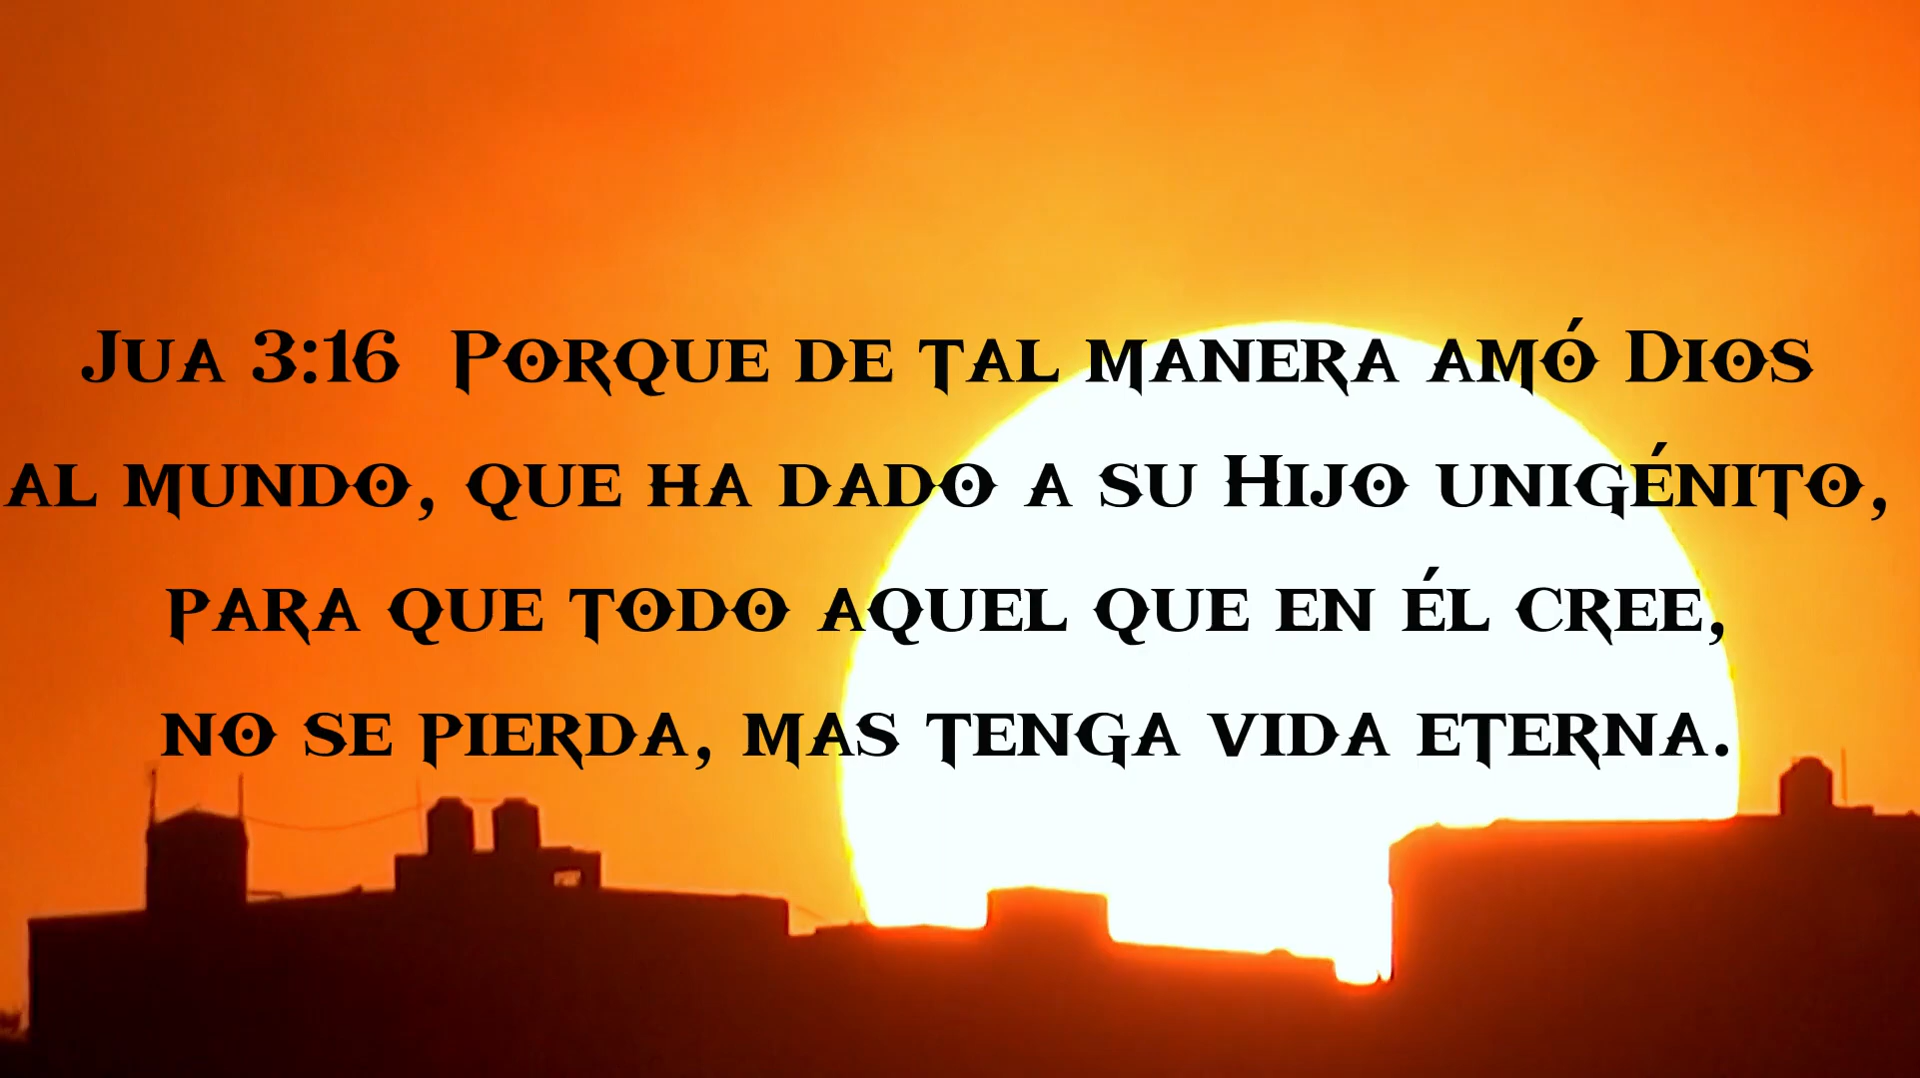 Jua 3:16  Porque de tal manera amó Dios
al mundo, que ha dado a su Hijo unigénito,
para que todo aquel que en él cree,
no se pierda, mas tenga vida eterna.